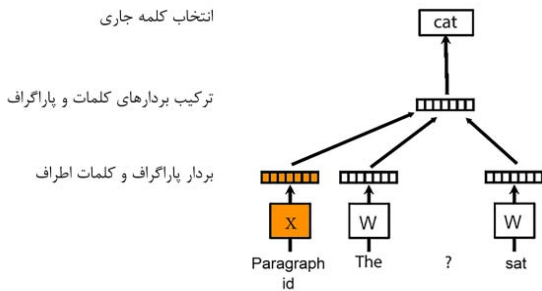 انتخاب کلمه جاری
cat
ترکیب بردارهای کلمات و پاراگراف
بردار پاراگراف و کلمات اطراف
X W W
Paragraph The ? sat
id